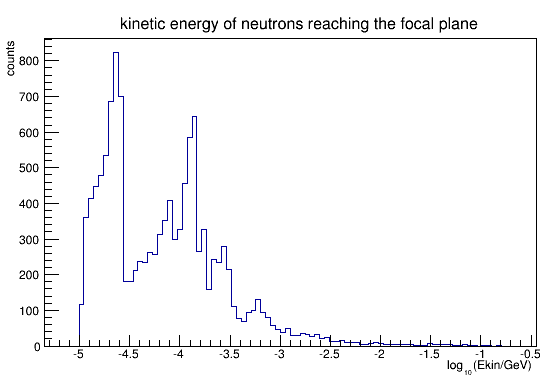 kinetic energy of neutrons reaching the focal plane
counts
800
700
600
500
400
300
200
100
0
-5 -4.5 -4 -3.5 -3 -2.5 -2 -1.5 -1 -0.5
log10(Ekin/GeV)